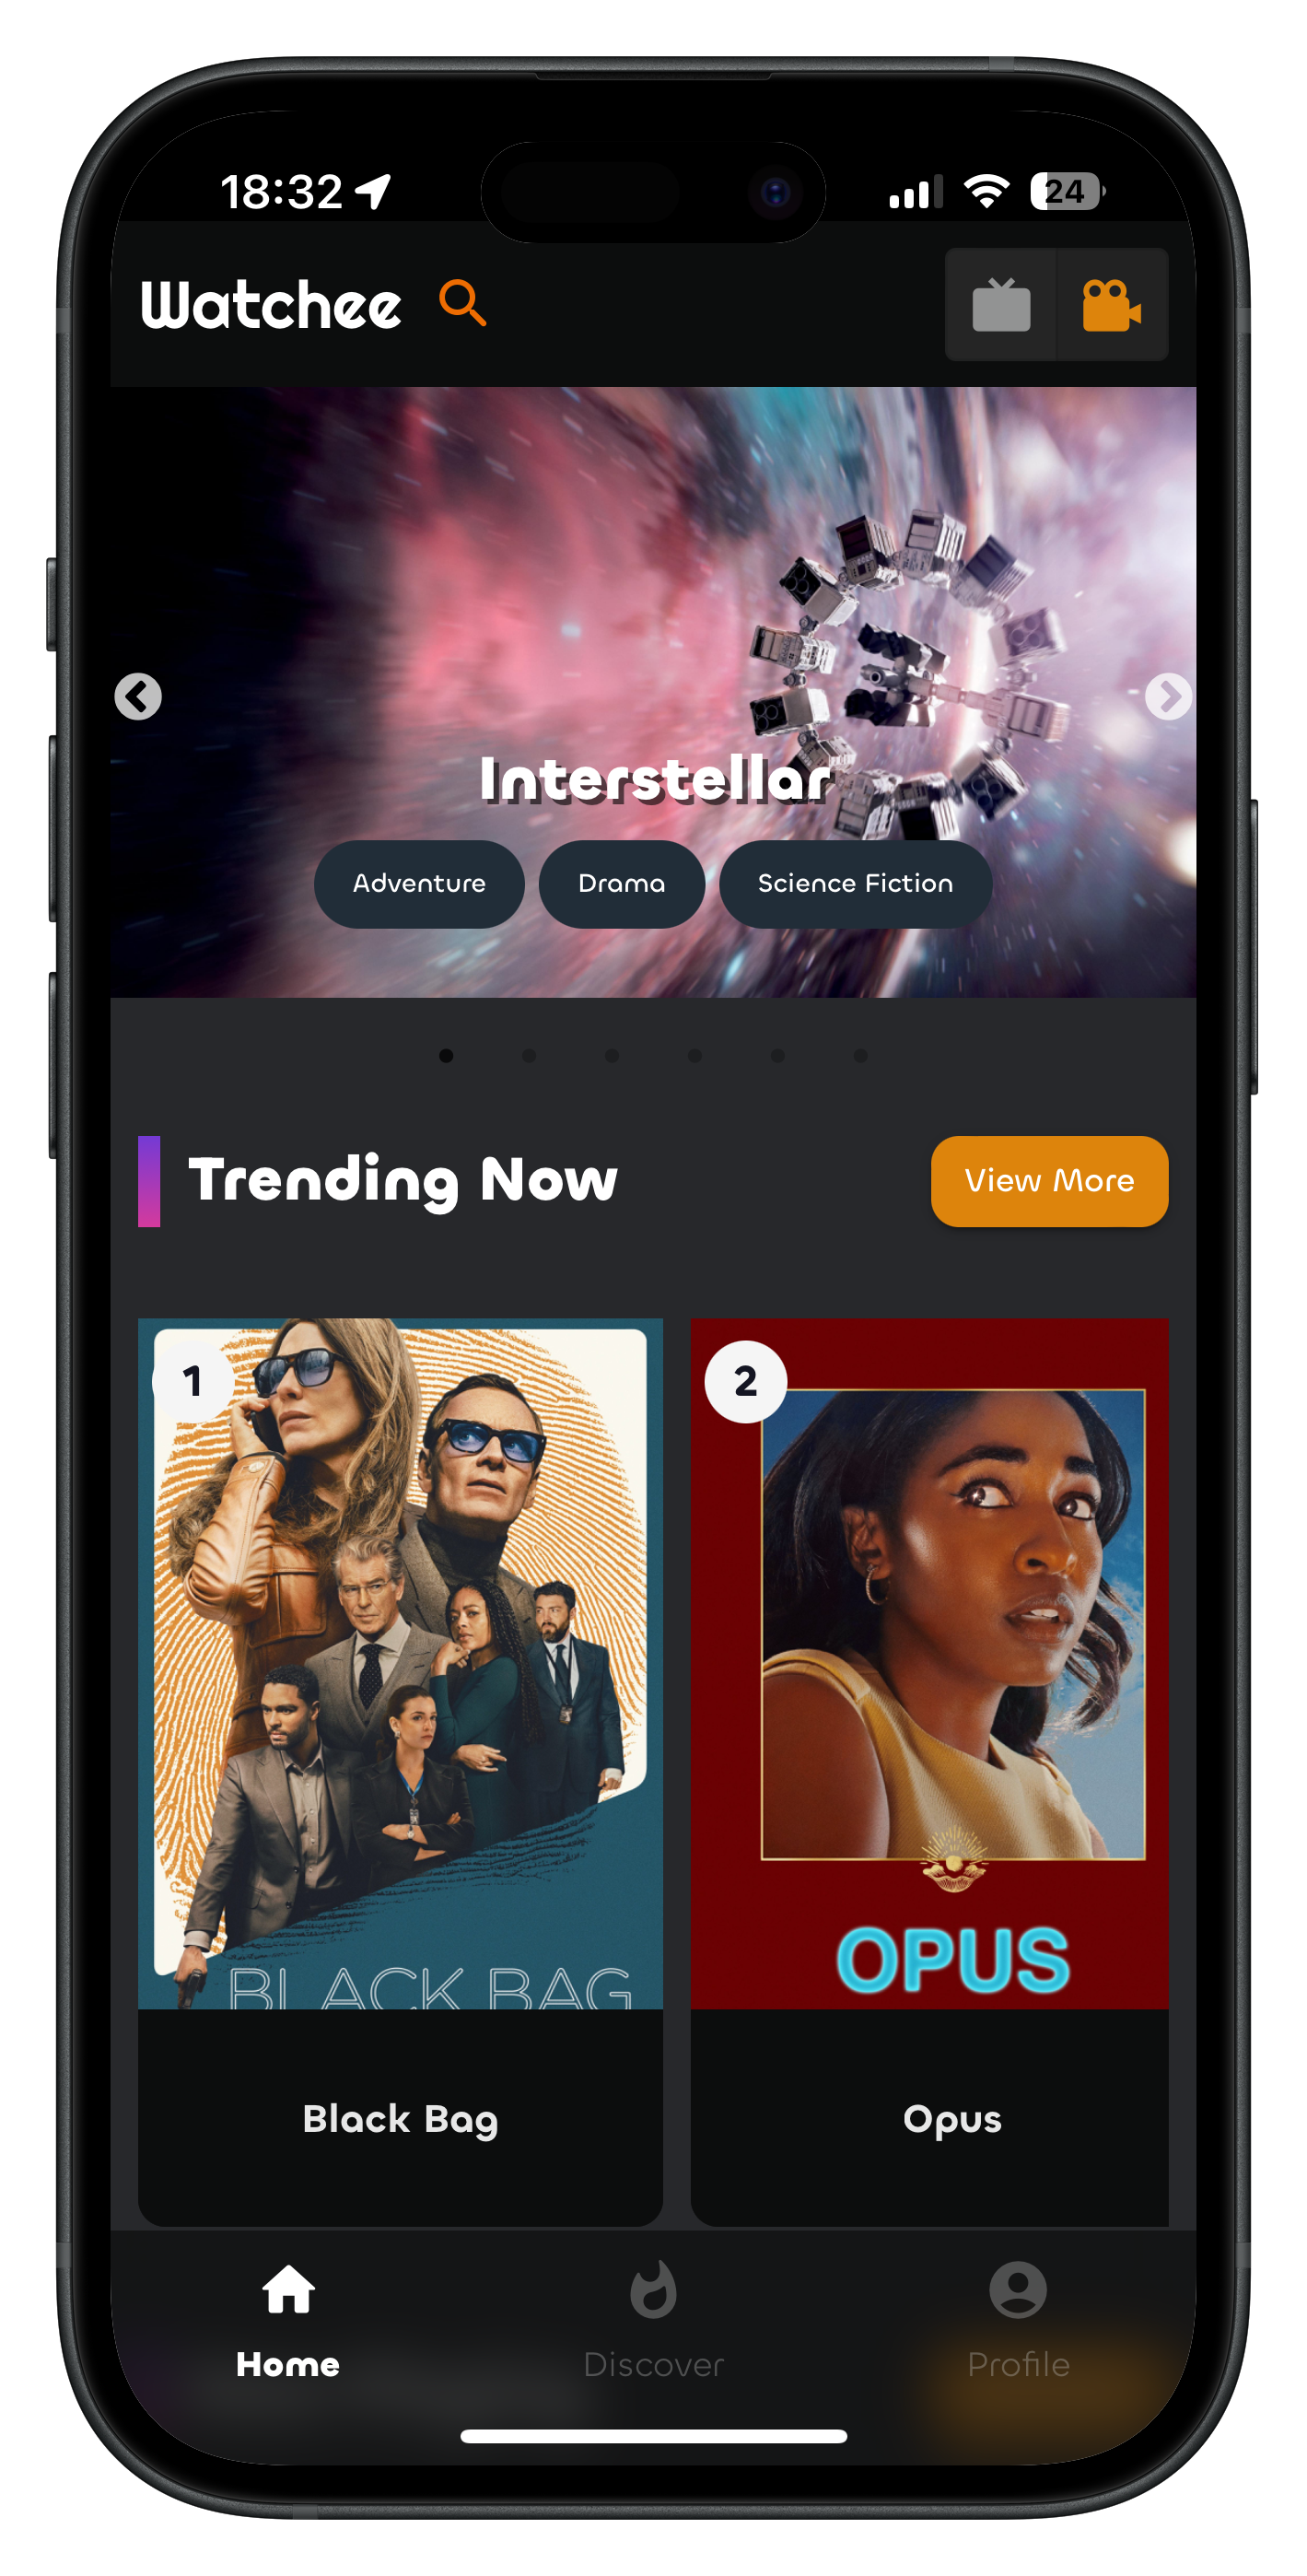 18:32
24
Watchee
Interstellar
Adventure Drama Science Fiction
Trending Now
View More
1
2
BLACK BAG
OPUS
Black Bag
Opus
Home
Discover
Profile